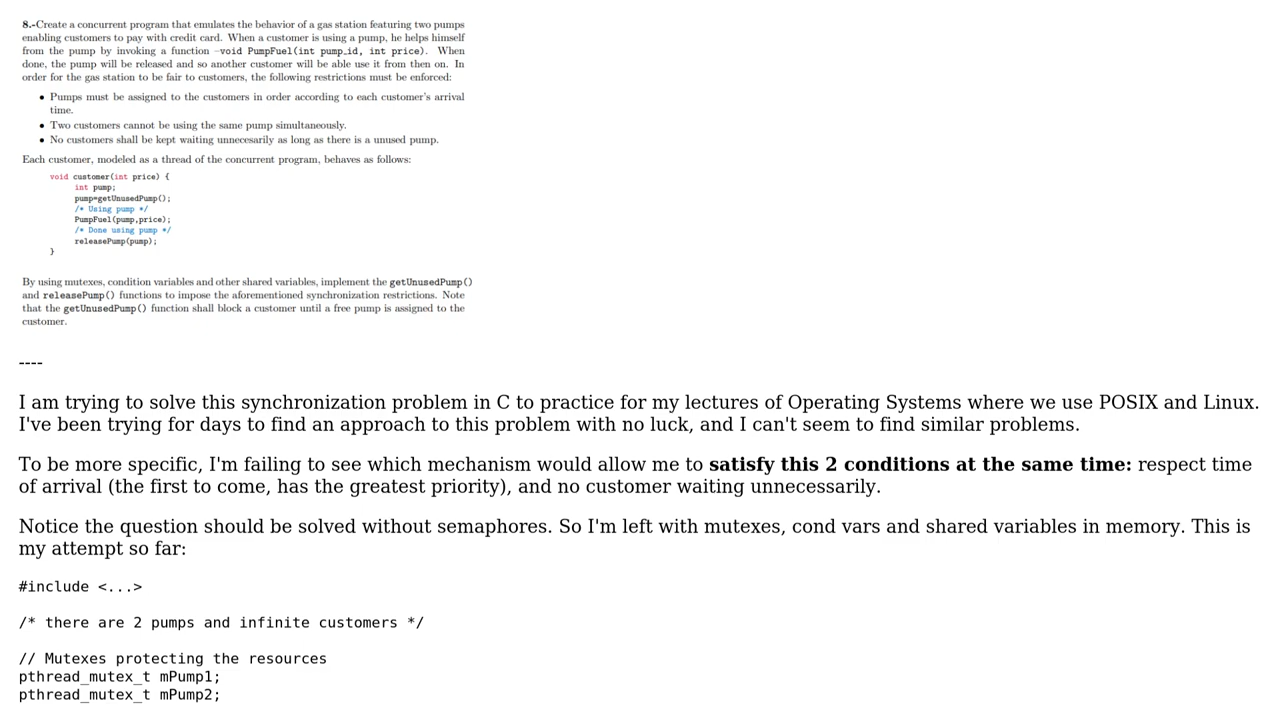 8.-Create a concurrent program that emulates the behavior of a gas station featuring two pumps
enabling customers to pay with credit card. When a customer is using a pump, he helps himself
from the pump by invoking a function –void PumpFuel(int pump_id, int price). When
done, the pump will be released and so another customer will be able use it from then on. In
order for the gas station to be fair to customers, the following restrictions must be enforced:
• Pumps must be assigned to the customers in order according to each customer's arrival
time.
• Two customers cannot be using the same pump simultaneously.
• No customers shall be kept waiting unnecesarily as long as there is a unused pump.
Each customer, modeled as a thread of the concurrent program, behaves as follows:
void customer(int price) {
int pump;
pump=getUnusedPump();
/* Using pump */
PumpFuel(pump,price);
/* Done using pump */
releasePump(pump);
}
By using mutexes, condition variables and other shared variables, implement the getUnusedPump()
and releasePump() functions to impose the aforementioned synchronization restrictions. Note
that the getUnusedPump() function shall block a customer until a free pump is assigned to the
customer.
----
I am trying to solve this synchronization problem in C to practice for my lectures of Operating Systems where we use POSIX and Linux.
I've been trying for days to find an approach to this problem with no luck, and I can't seem to find similar problems.
To be more specific, I'm failing to see which mechanism would allow me to satisfy this 2 conditions at the same time: respect time
of arrival (the first to come, has the greatest priority), and no customer waiting unnecessarily.
Notice the question should be solved without semaphores. So I'm left with mutexes, cond vars and shared variables in memory. This is
my attempt so far:
#include <...>
/* there are 2 pumps and infinite customers */
// Mutexes protecting the resources
pthread_mutex_t mPump1;
pthread_mutex_t mPump2;